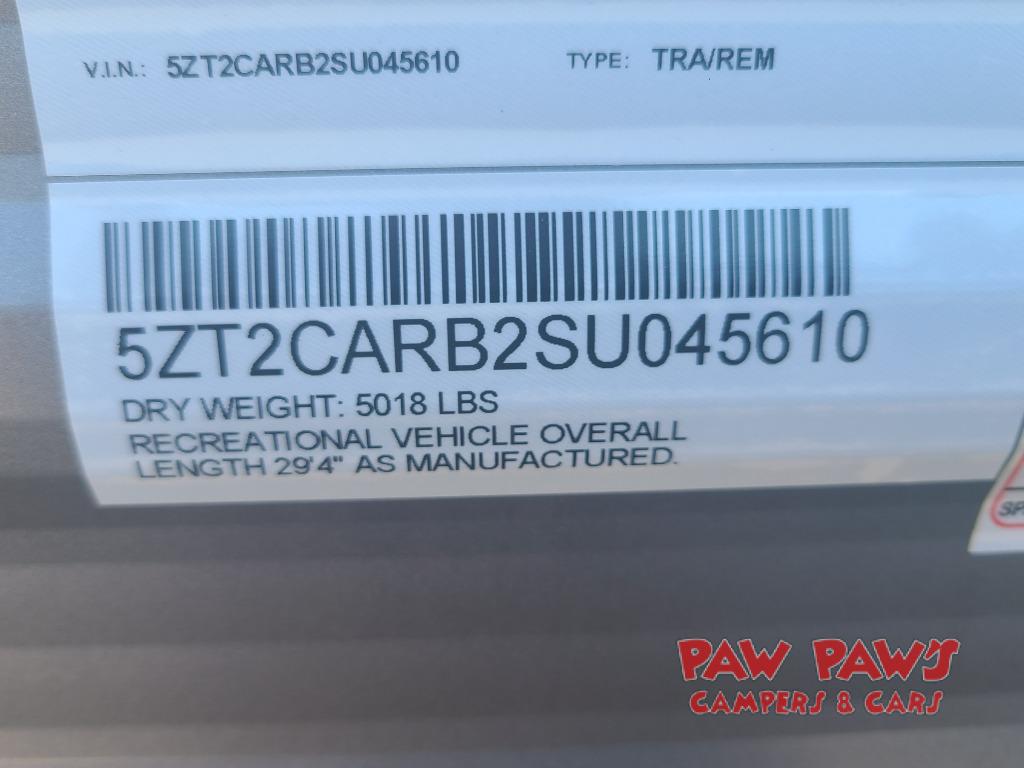 V.I.N.: 5ZT2CARB2SU045610 TYPE: TRA/REM
5ZT2CARB2SU045610
DRY WEIGHT: 5018 LBS
RECREATIONAL VEHICLE OVERALL
LENGTH 29'4" AS MANUFACTURED.
SP
PAW PAW'S
CAMPERS & CARS